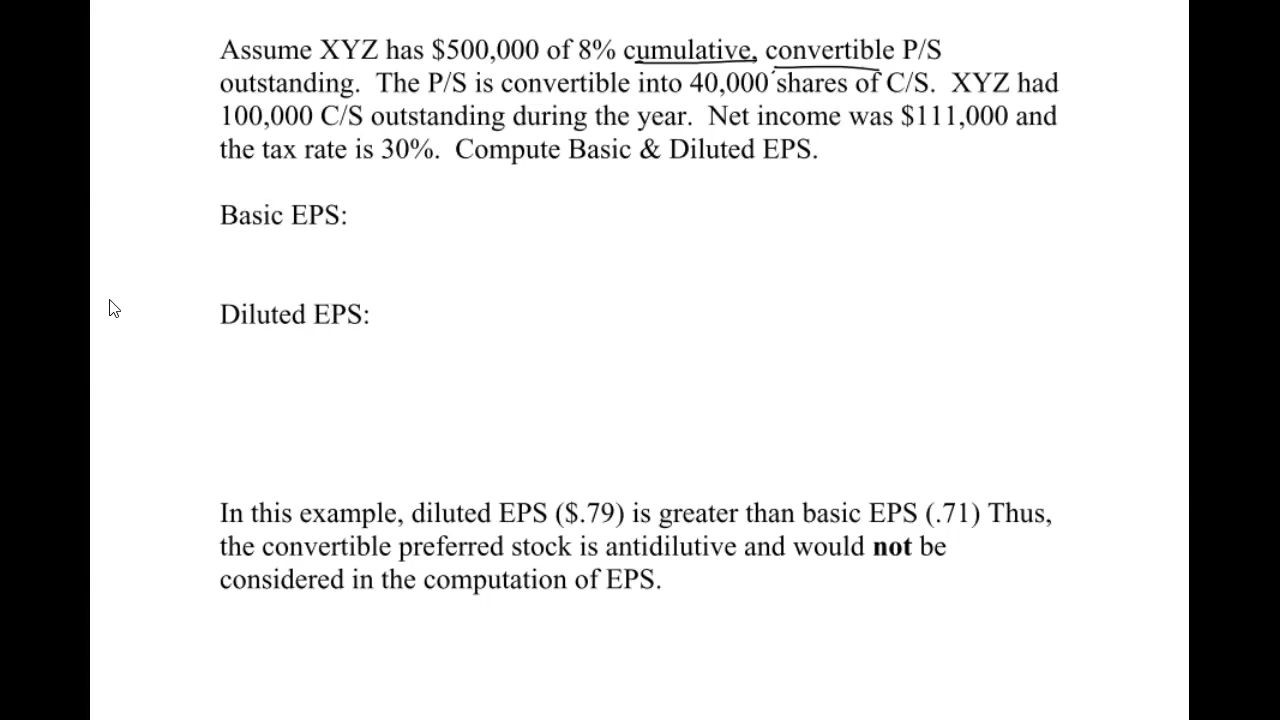 Assume XYZ has $500,000 of 8% cumulative, convertible P/S
outstanding. The P/S is convertible into 40,000 shares of C/S. XYZ had
100,000 C/S outstanding during the year. Net income was $111,000 and
the tax rate is 30%. Compute Basic & Diluted EPS.
Basic EPS:
Diluted EPS:
In this example, diluted EPS ($.79) is greater than basic EPS (.71) Thus,
the convertible preferred stock is antidilutive and would not be
considered in the computation of EPS.